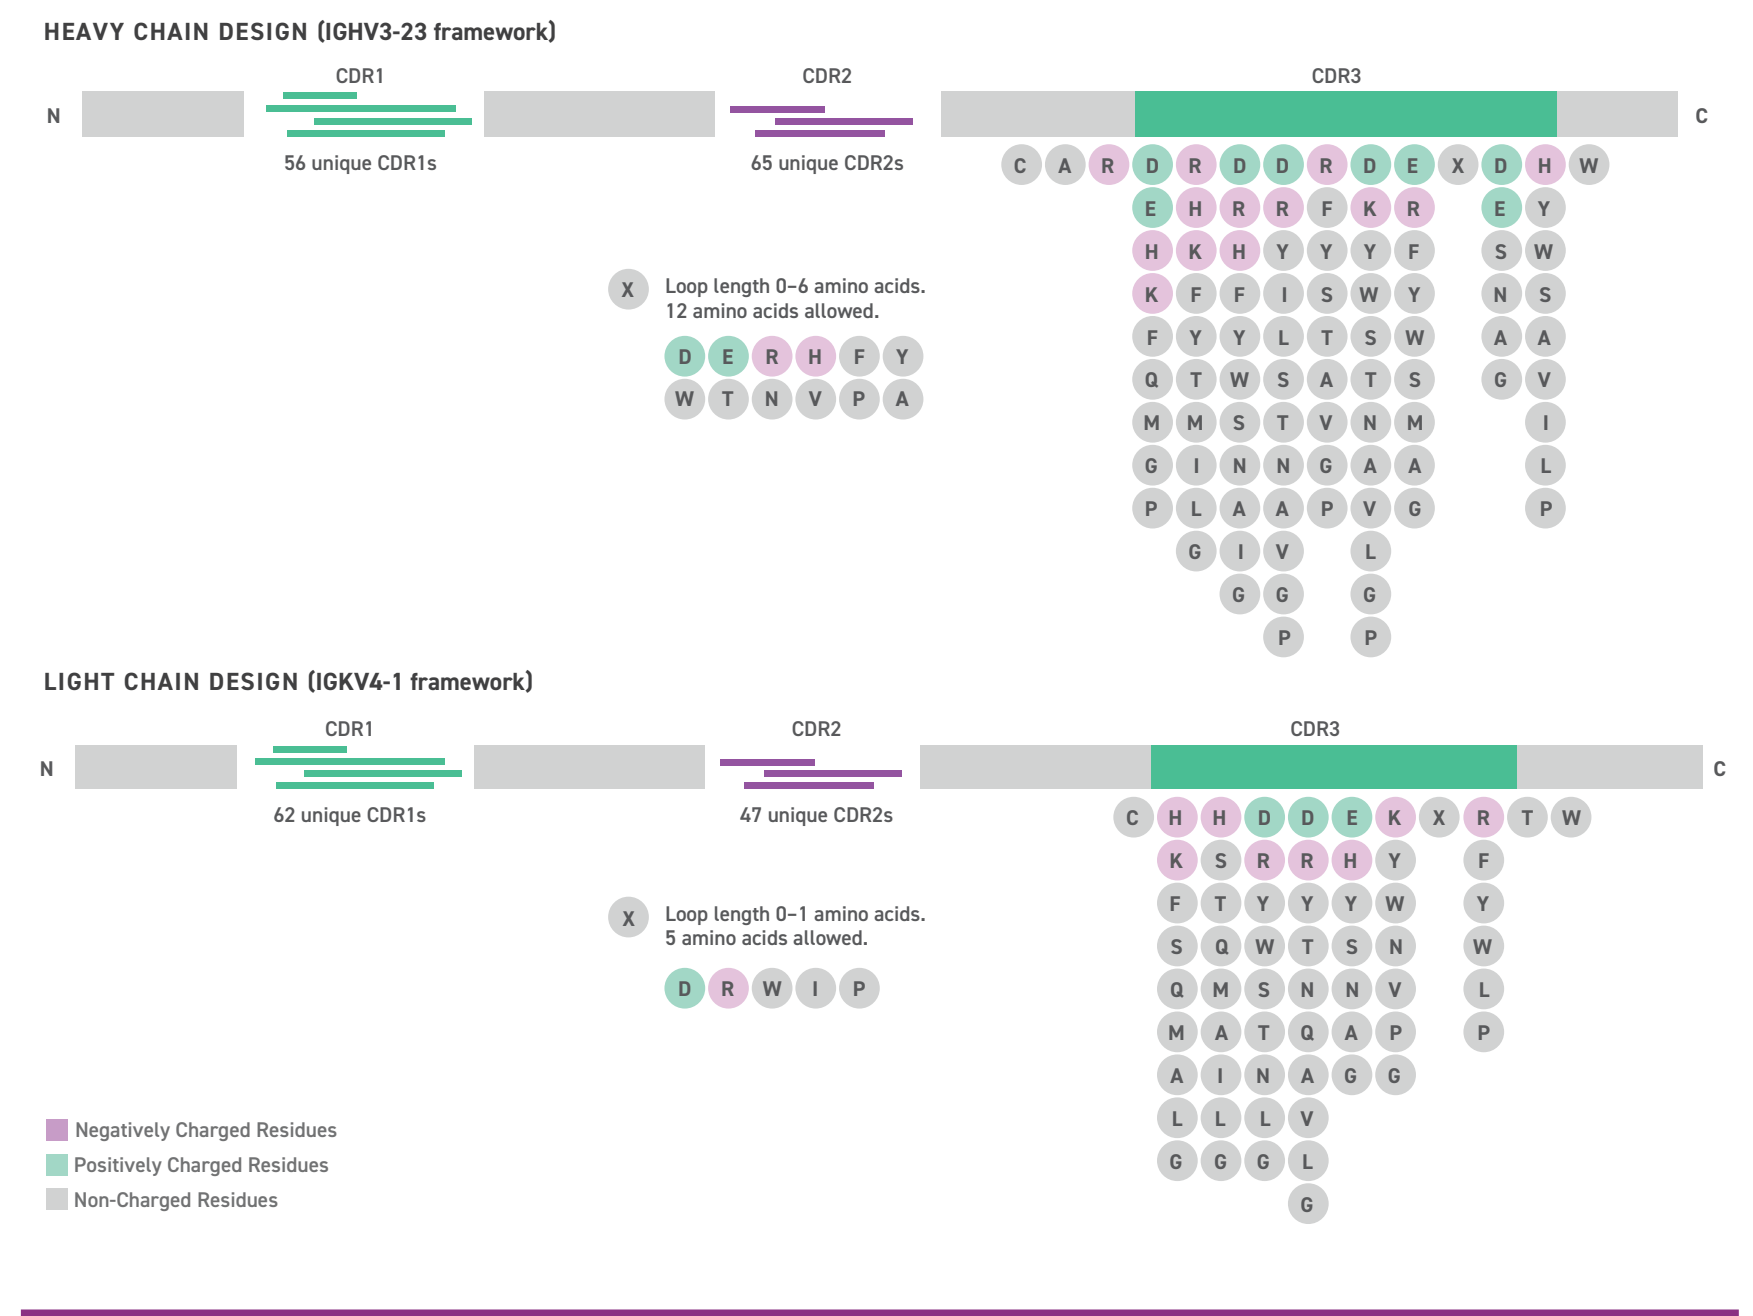 HEAVY CHAIN DESIGN (IGHV3-23 framework)
CDR1 CDR2 CDR3
N C
56 unique CDR1s 65 unique CDR2s
C A R D R D D R D E X D H W
E H R R F K R E Y
H K H Y Y Y F S W
X Loop length 0–6 amino acids.
12 amino acids allowed.
K F F I S W Y N S
D E R H F Y
F Y Y L T S W A A
W T N V P A
Q T W S A T S G V
M M S T V N M I
G I N N G A A L
P L A A P V G P
G I V L
G G G
P P
LIGHT CHAIN DESIGN (IGKV4-1 framework)
CDR1 CDR2 CDR3
N C
62 unique CDR1s 47 unique CDR2s
C H H D D E K X R T W
K S R R H Y F
X Loop length 0–1 amino acids.
5 amino acids allowed.
F T Y Y Y W Y
S Q W T S N W
D R W I P
Q M S N N V L
M A T Q A P P
A I N A G G
L L L V
G G G L
G
Negatively Charged Residues
Positively Charged Residues
Non-Charged Residues